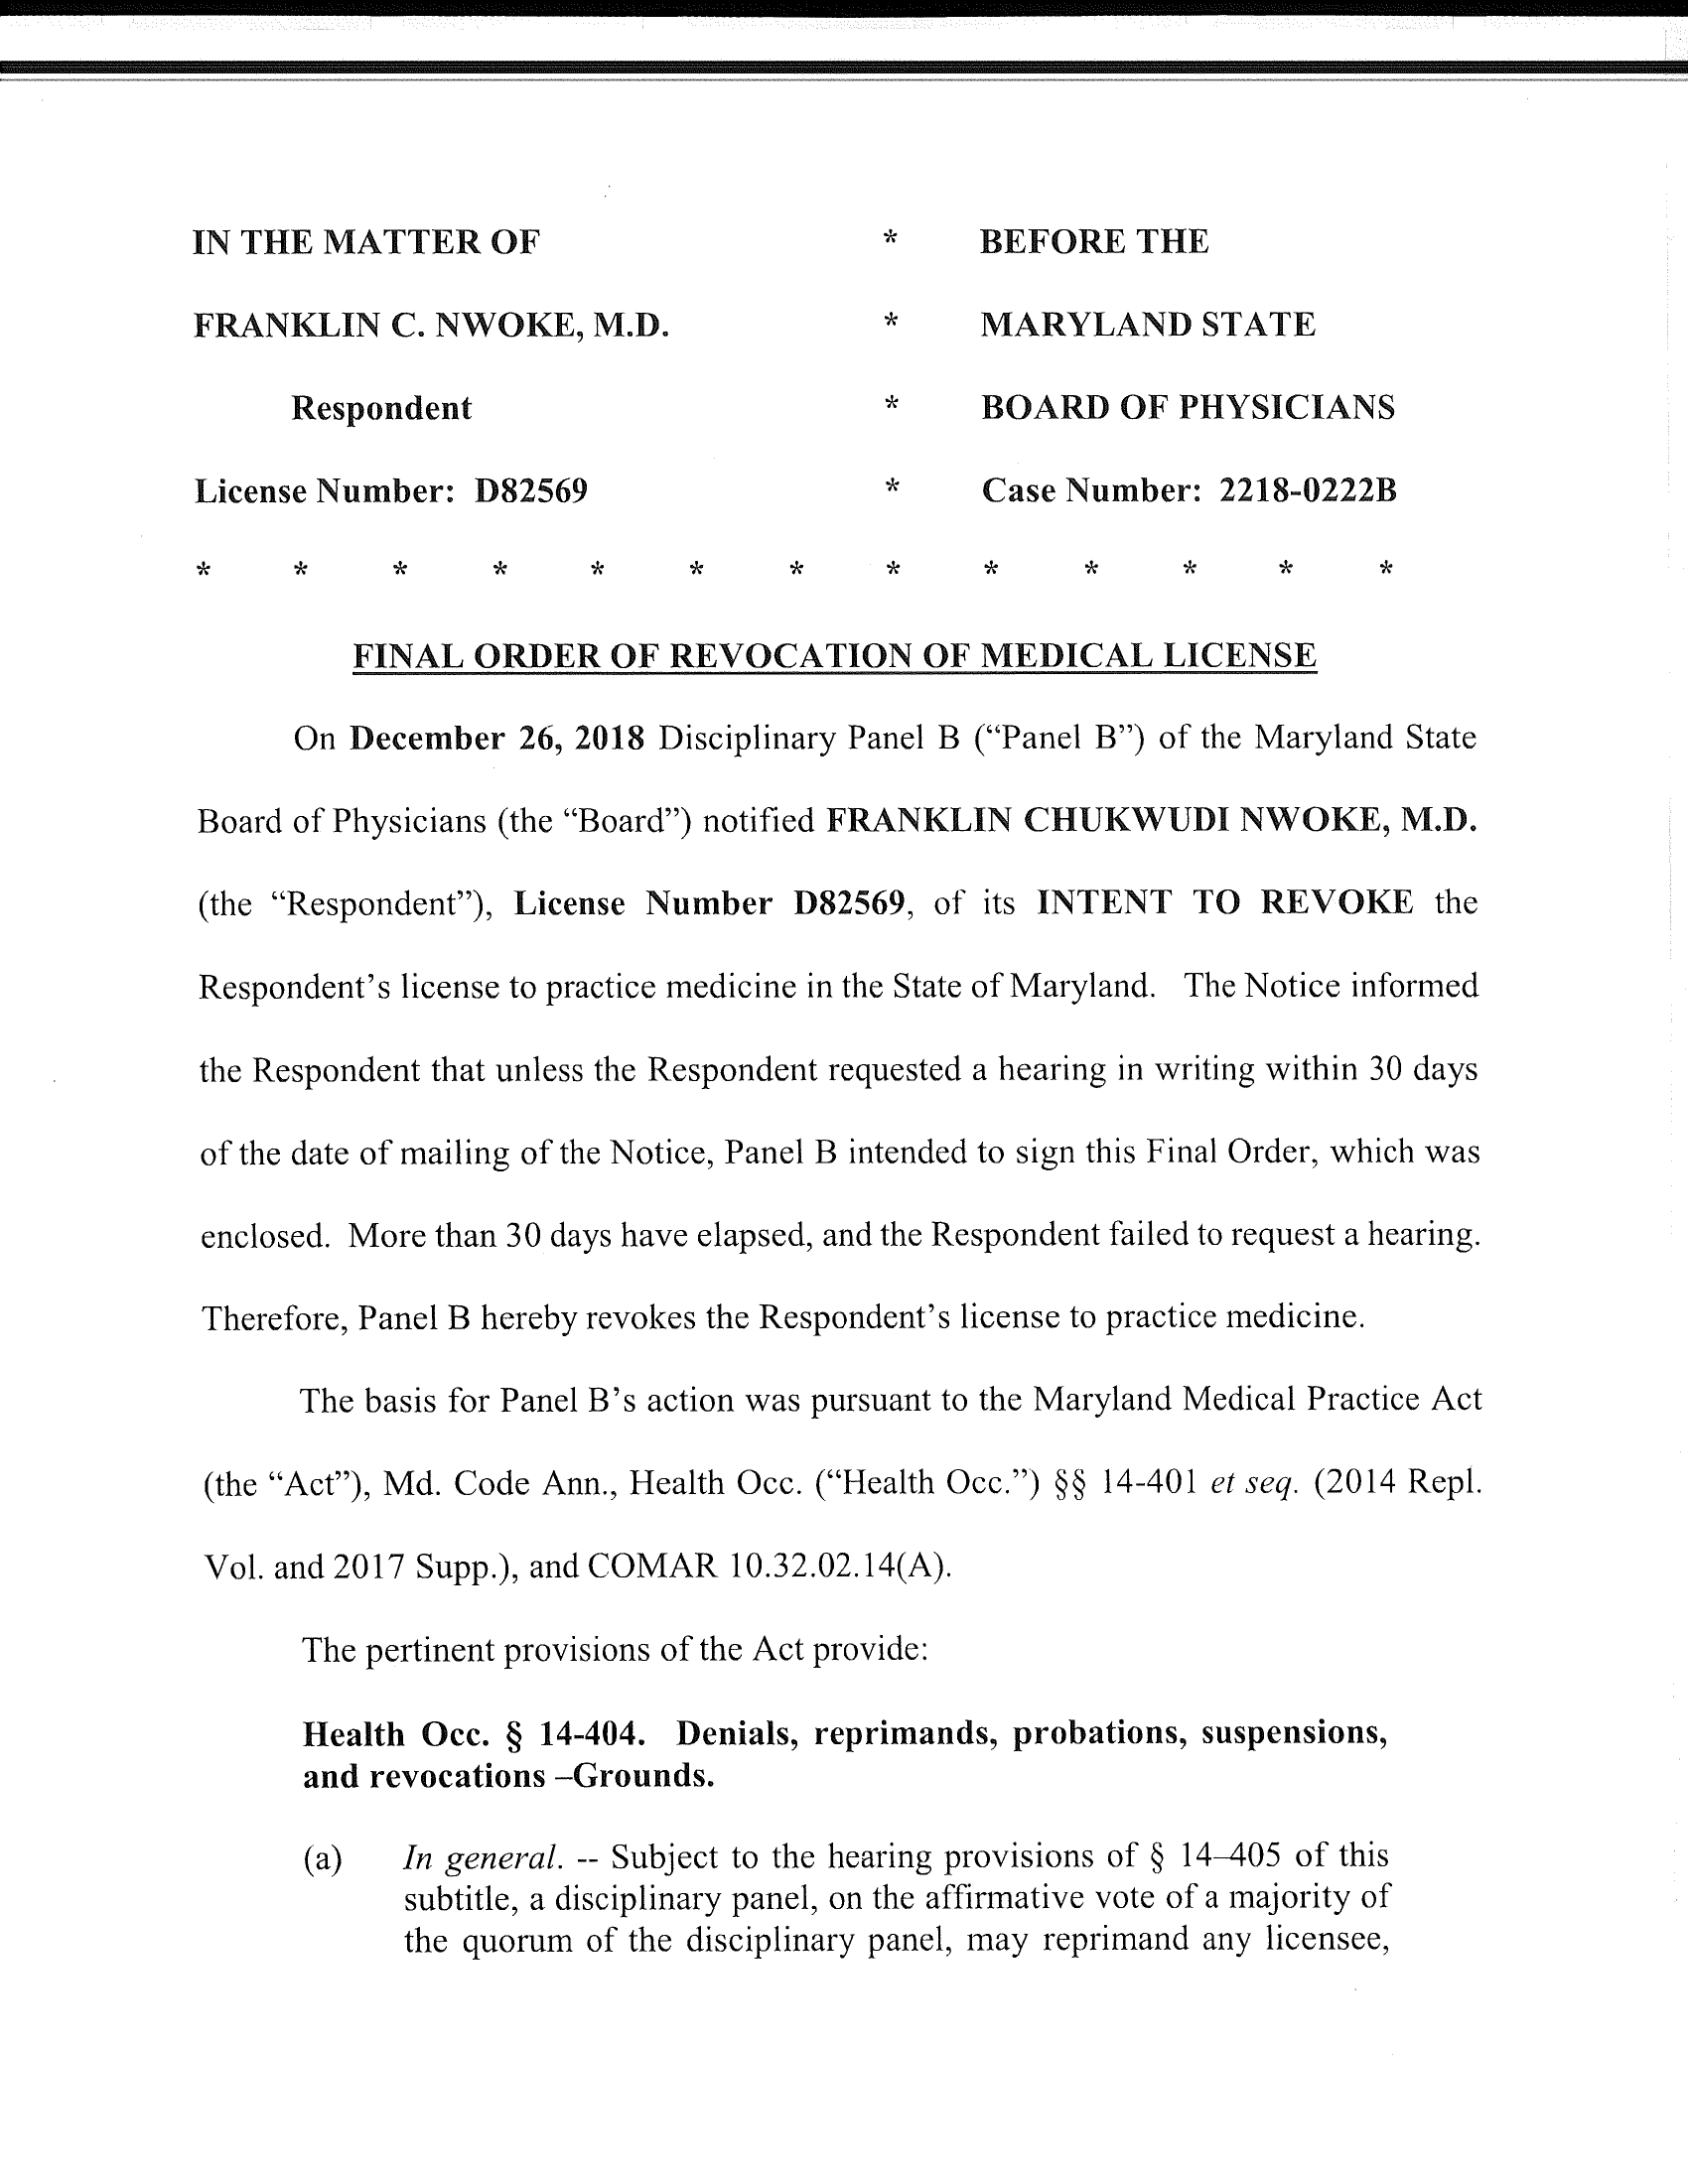 IN THE MATTER OF * BEFORE THE
FRANKLIN C. NWOKE, M.D. * MARYLAND STATE
Respondent * BOARD OF PHYSICIANS
License Number: D82569 * Case Number: 2218-0222B
* * * * * * * * * * * * *
FINAL ORDER OF REVOCATION OF MEDICAL LICENSE
On December 26, 2018 Disciplinary Panel B (“Panel B”) of the Maryland State
Board of Physicians (the “Board”) notified FRANKLIN CHUKWUDI NWOKE, M.D.
(the “Respondent”), License Number D82569, of its INTENT TO REVOKE the
Respondent’s license to practice medicine in the State of Maryland. The Notice informed
the Respondent that unless the Respondent requested a hearing in writing within 30 days
of the date of mailing of the Notice, Panel B intended to sign this Final Order, which was
enclosed. More than 30 days have elapsed, and the Respondent failed to request a hearing.
Therefore, Panel B hereby revokes the Respondent’s license to practice medicine.
The basis for Panel B’s action was pursuant to the Maryland Medical Practice Act
(the “Act”), Md. Code Ann., Health Occ. (“Health Occ.”) §§ 14-401 et seq. (2014 Repl.
Vol. and 2017 Supp.), and COMAR 10.32.02.14(A).
The pertinent provisions of the Act provide:
Health Occ. § 14-404. Denials, reprimands, probations, suspensions,
and revocations –Grounds.
(a) In general. -- Subject to the hearing provisions of § 14–405 of this
subtitle, a disciplinary panel, on the affirmative vote of a majority of
the quorum of the disciplinary panel, may reprimand any licensee,